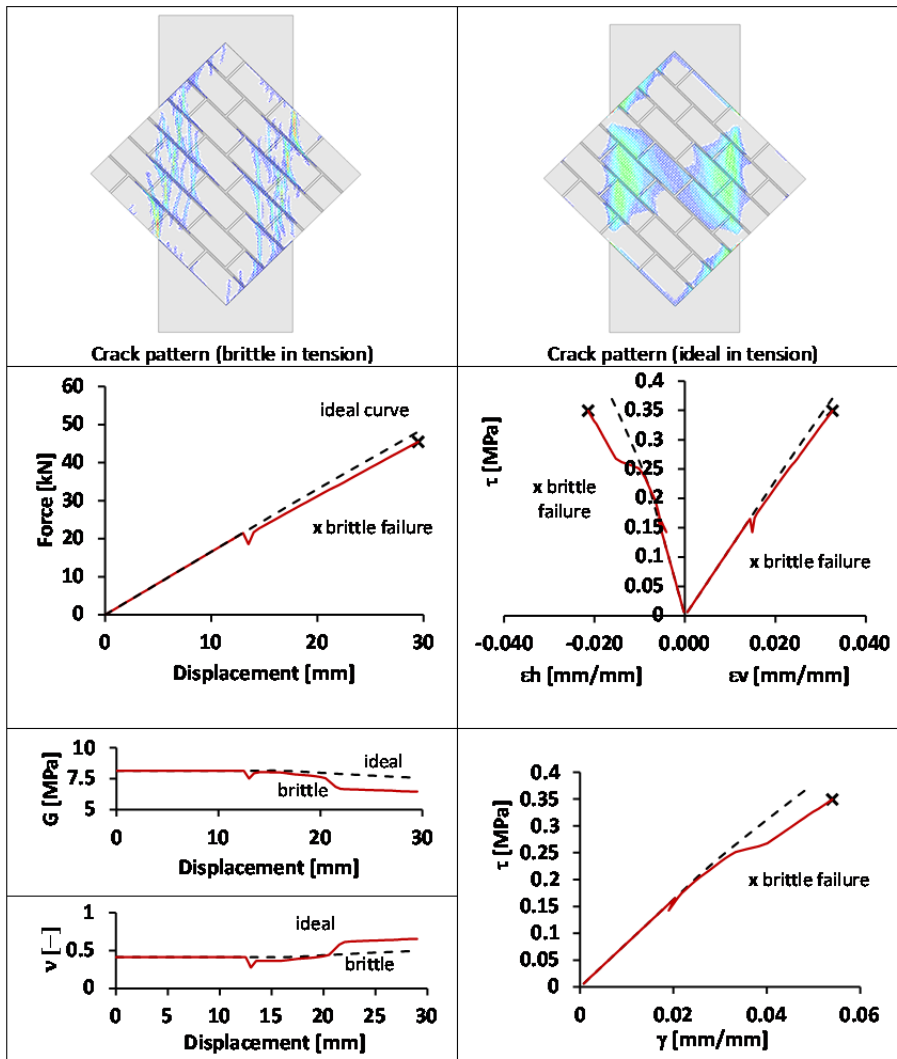 Crack pattern (brittle in tension)
Crack pattern (ideal in tension)
60
50
40
30
20
10
0
Force [kN]
ideal curve
x brittle failure
0 10 20 30
Displacement [mm]
0.4
0.35
0.3
0.25
0.2
0.15
0.1
0.05
0
τ [MPa]
x brittle
failure
x brittle failure
-0.040 -0.020 0.000 0.020 0.040
εh [mm/mm] εv [mm/mm]
10
7.5
5
G [MPa]
ideal
brittle
0 5 10 15 20 25 30
Displacement [mm]
1
0.5
0
ν [−]
ideal
brittle
0 5 10 15 20 25 30
Displacement [mm]
0.4
0.35
0.3
0.25
0.2
0.15
0.1
0.05
0
τ [MPa]
x brittle failure
0 0.02 0.04 0.06
γ [mm/mm]